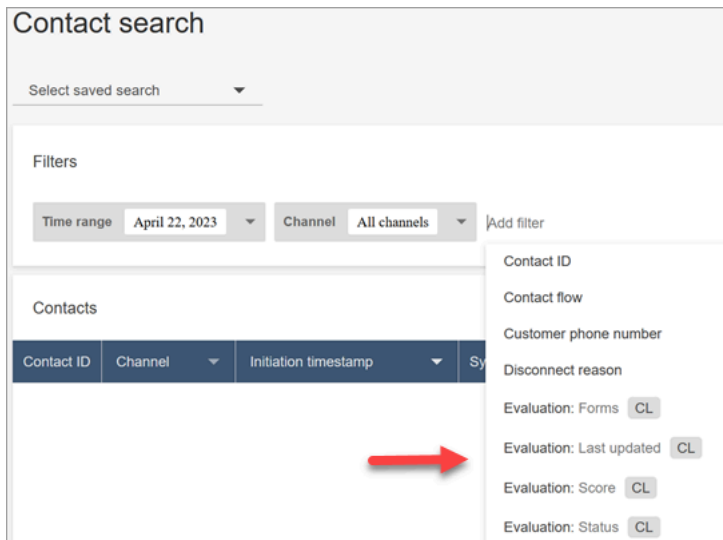 Contact search
Select saved search
Filters
Time range April 22, 2023 Channel All channels Add filter
Contact ID
Contact flow
Customer phone number
Disconnect reason
Evaluation: Forms CL
Evaluation: Last updated CL
Evaluation: Score CL
Evaluation: Status CL
Contacts
Contact ID Channel Initiation timestamp Sy